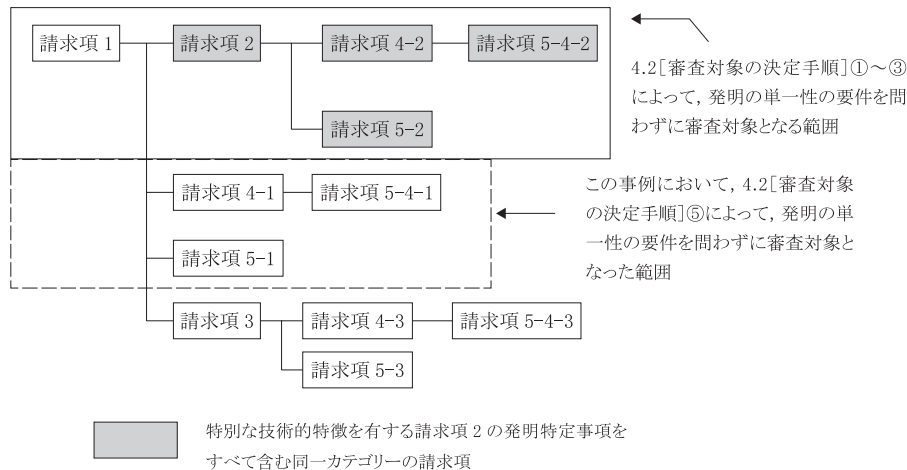 請求項 1
請求項 2
請求項 4-2
請求項 5-4-2
請求項 5-2
4.2[審査対象の決定手順]①～③
によって, 発明の単一性の要件を問
わずに審査対象となる範囲
請求項 4-1
請求項 5-4-1
請求項 5-1
この事例において, 4.2[審査対象
の決定手順]⑤によって, 発明の単
一性の要件を問わずに審査対象と
なった範囲
請求項 3
請求項 4-3
請求項 5-4-3
請求項 5-3
特別な技術的特徴を有する請求項 2 の発明特定事項を
すべて含む同一カテゴリーの請求項